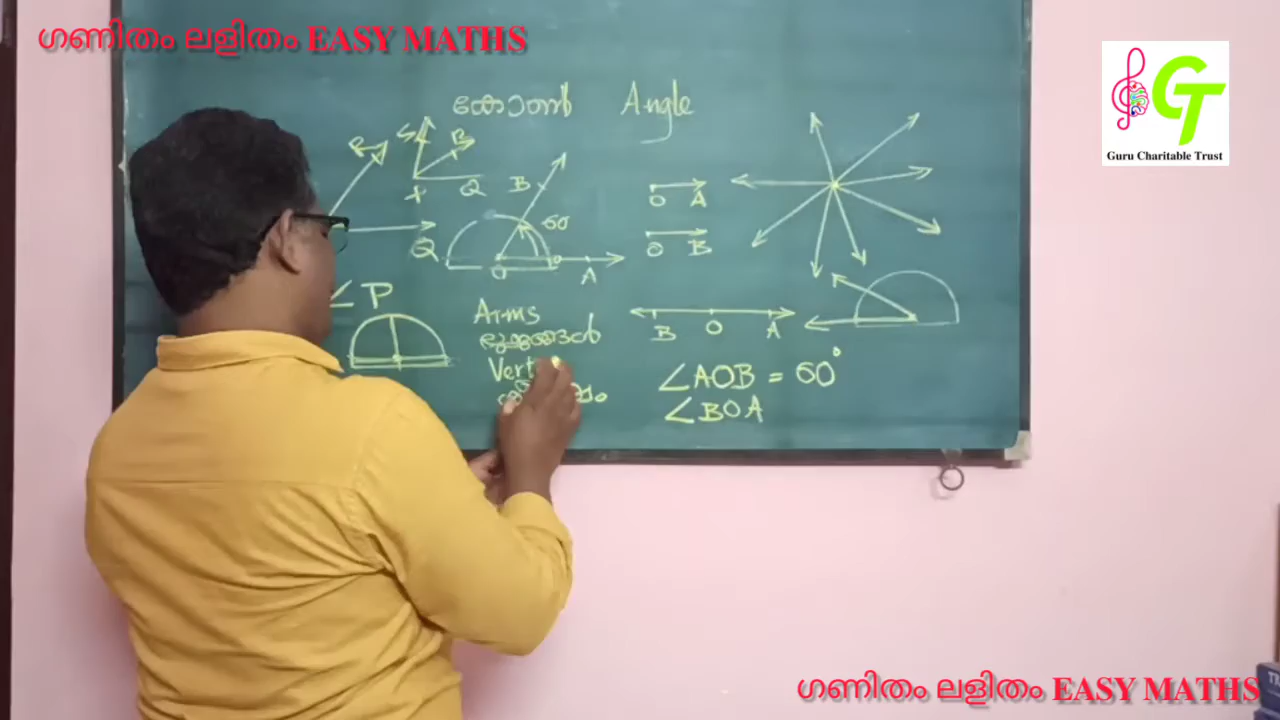 ഗണിതം ലളിതം EASY MATHS
GT
Guru Charitable Trust
കോൺ Angle
R
S B
X Q
Q
∠P
B 60
O A
O A
O B
Arms
ഭുജങ്ങൾ
B O A
∠AOB = 60°
∠BOA
ഗണിതം ലളിതം EASY MATHS